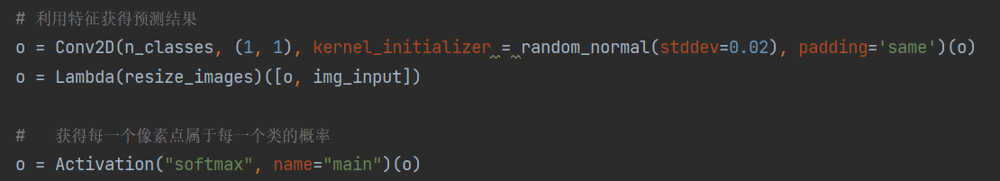 # 利用特征获得预测结果
o = Conv2D(n_classes, (1, 1), kernel_initializer = random_normal(stddev=0.02), padding='same')(o)
o = Lambda(resize_images)([o, img_input])
#   获得每一个像素点属于每一个类的概率
o = Activation("softmax", name="main")(o)